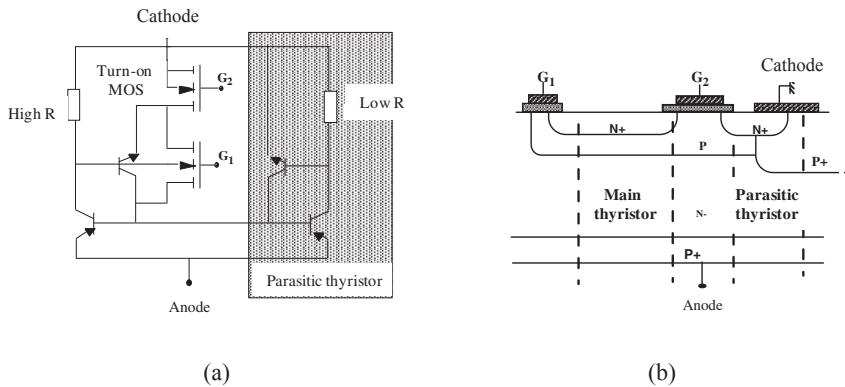 Cathode
Turn-on
MOS
G2
High R
Low R
G1
Parasitic thyristor
Anode
(a)
G1
G2
Cathode
N+
N+
P
P+
Main
thyristor
N-
Parasitic
thyristor
P+
Anode
(b)